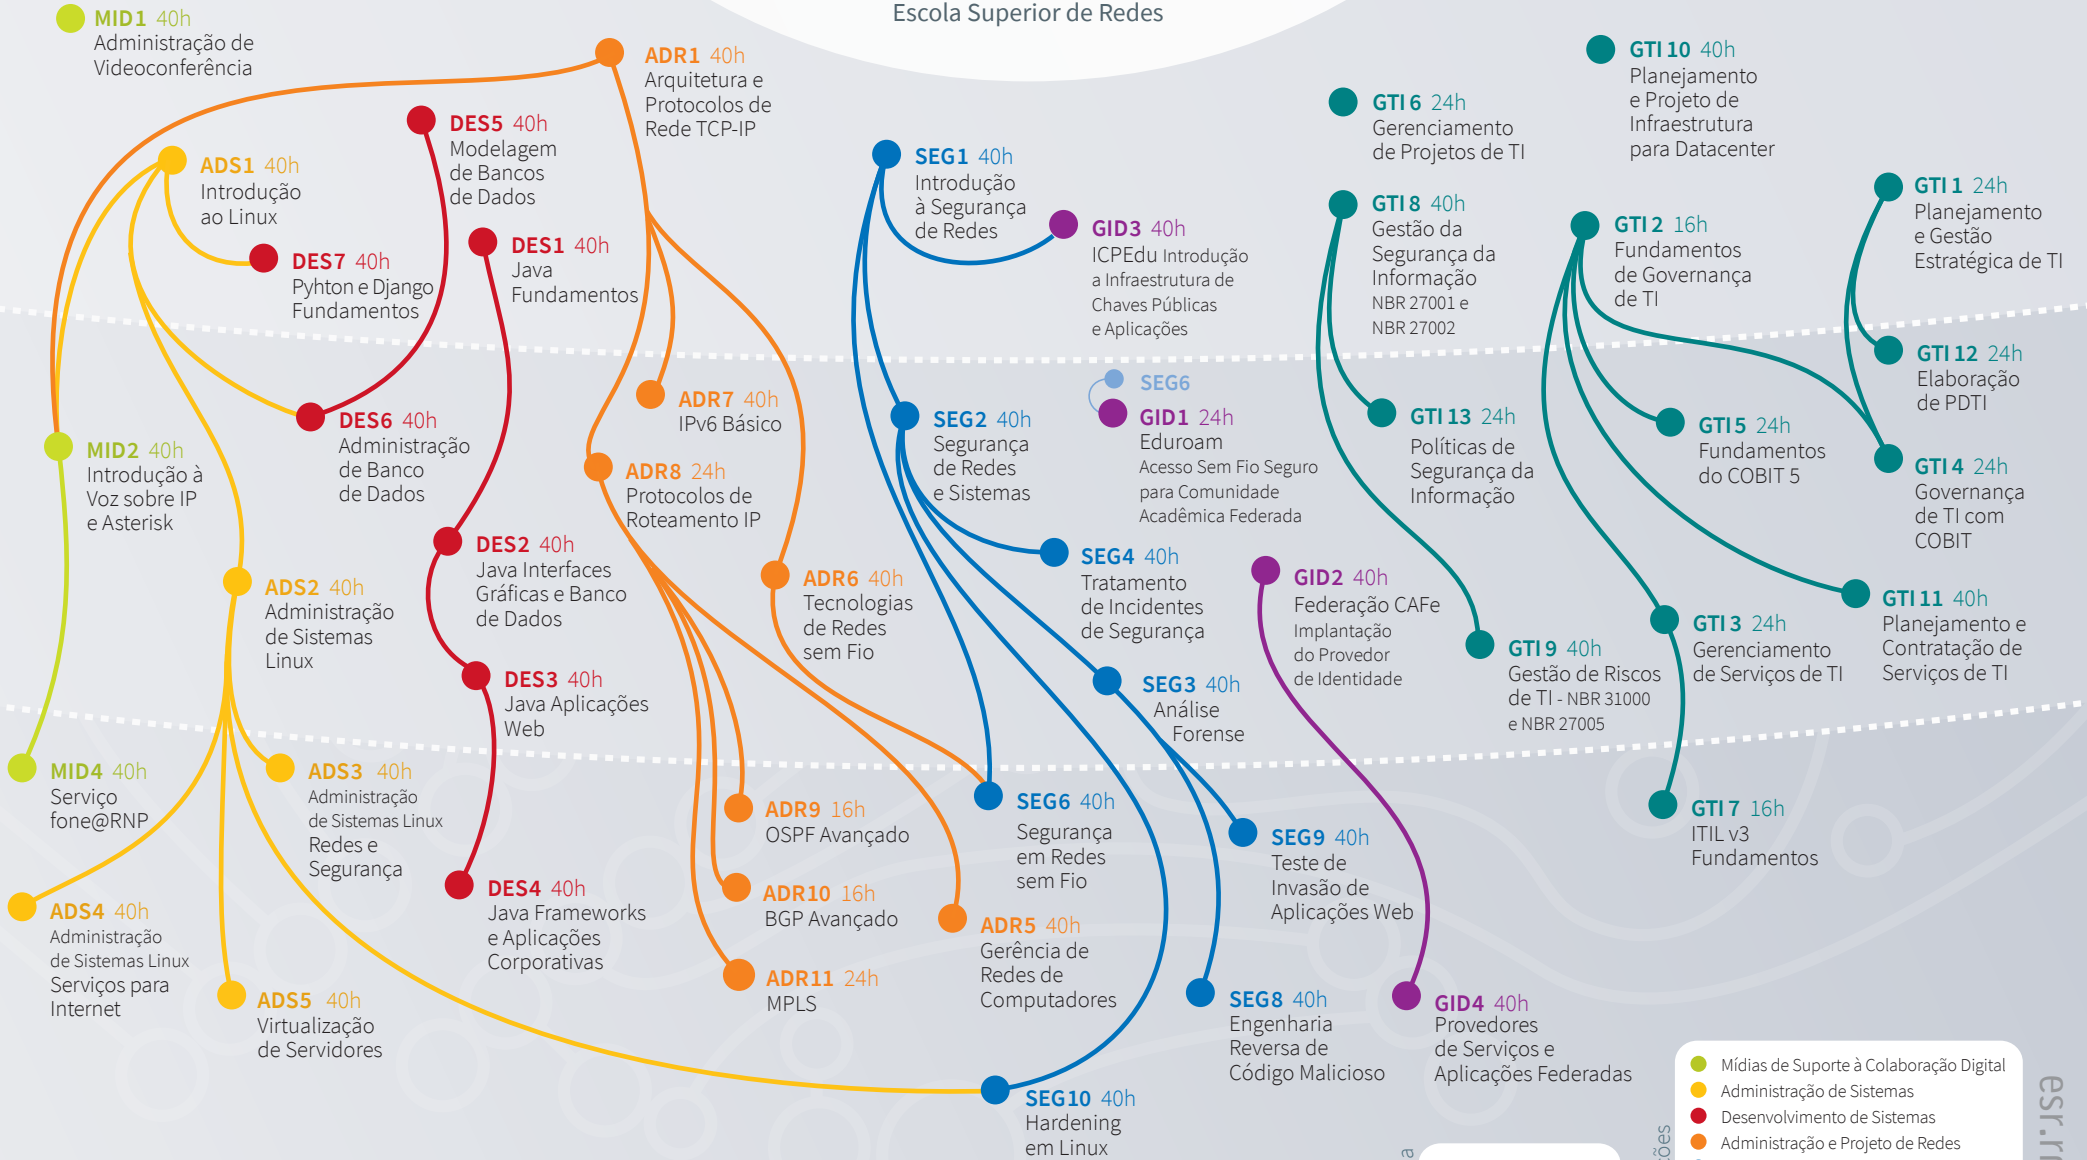 Escola Superior de Redes
MID1 40h
Administração de
Videoconferência
ADR1 40h
Arquitetura e
Protocolos de
Rede TCP-IP
GTI 10 40h
Planejamento
e Projeto de
Infraestrutura
para Datacenter
GTI 6 24h
Gerenciamento
de Projetos de TI
DES5 40h
Modelagem
de Bancos
de Dados
ADS1 40h
Introdução
ao Linux
SEG1 40h
Introdução
à Segurança
de Redes
GTI 1 24h
Planejamento
e Gestão
Estratégica de TI
GTI 8 40h
Gestão da
Segurança da
Informação
NBR 27001 e
NBR 27002
GTI 2 16h
Fundamentos
de Governança
de TI
GID3 40h
ICPEdu Introdução
a Infraestrutura de
Chaves Públicas
e Aplicações
DES7 40h
Pyhton e Django
Fundamentos
DES1 40h
Java
Fundamentos
GTI 12 24h
Elaboração
de PDTI
SEG6
GID1 24h
Eduroam
Acesso Sem Fio Seguro
para Comunidade
Acadêmica Federada
ADR7 40h
IPv6 Básico
DES6 40h
Administração
de Banco
de Dados
SEG2 40h
Segurança
de Redes
e Sistemas
GTI 13 24h
Políticas de
Segurança da
Informação
GTI 5 24h
Fundamentos
do COBIT 5
MID2 40h
Introdução à
Voz sobre IP
e Asterisk
ADR8 24h
Protocolos de
Roteamento IP
GTI 4 24h
Governança
de TI com
COBIT
DES2 40h
Java Interfaces
Gráficas e Banco
de Dados
SEG4 40h
Tratamento
de Incidentes
de Segurança
ADS2 40h
Administração
de Sistemas
Linux
ADR6 40h
Tecnologias
de Redes
sem Fio
GID2 40h
Federação CAFe
Implantação
do Provedor
de Identidade
GTI 11 40h
Planejamento e
Contratação de
Serviços de TI
GTI 3 24h
Gerenciamento
de Serviços de TI
GTI 9 40h
Gestão de Riscos
de TI - NBR 31000
e NBR 27005
DES3 40h
Java Aplicações
Web
SEG3 40h
Análise
Forense
MID4 40h
Serviço
fone@RNP
ADS3 40h
Administração
de Sistemas Linux
Redes e
Segurança
ADR9 16h
OSPF Avançado
SEG6 40h
Segurança
em Redes
sem Fio
GTI 7 16h
ITIL v3
Fundamentos
SEG9 40h
Teste de
Invasão de
Aplicações Web
DES4 40h
Java Frameworks
e Aplicações
Corporativas
ADR10 16h
BGP Avançado
ADS4 40h
Administração
de Sistemas Linux
Serviços para
Internet
ADR5 40h
Gerência de
Redes de
Computadores
ADR11 24h
MPLS
ADS5 40h
Virtualização
de Servidores
SEG8 40h
Engenharia
Reversa de
Código Malicioso
GID4 40h
Provedores
de Serviços e
Aplicações Federadas
SEG10 40h
Hardening
em Linux
Mídias de Suporte à Colaboração Digital
Administração de Sistemas
Desenvolvimento de Sistemas
Administração e Projeto de Redes